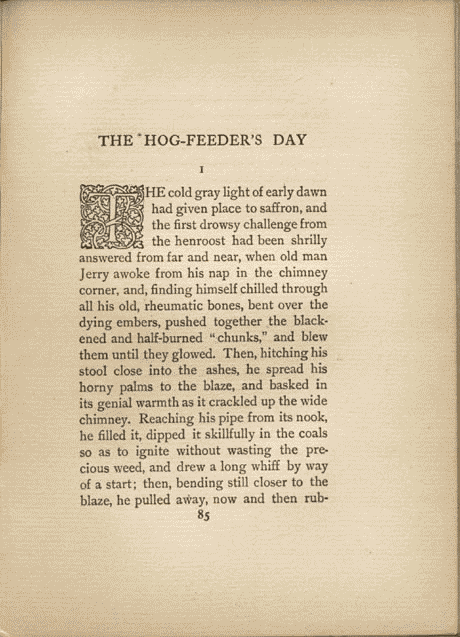 THE HOG-FEEDER'S DAY
I
THE cold gray light of early dawn
had given place to saffron, and
the first drowsy challenge from
the henroost had been shrilly
answered from far and near, when old man
Jerry awoke from his nap in the chimney
corner, and, finding himself chilled through
all his old, rheumatic bones, bent over the
dying embers, pushed together the black-
ened and half-burned "chunks," and blew
them until they glowed. Then, hitching his
stool close into the ashes, he spread his
horny palms to the blaze, and basked in
its genial warmth as it crackled up the wide
chimney. Reaching his pipe from its nook,
he filled it, dipped it skillfully in the coals
so as to ignite without wasting the pre-
cious weed, and drew a long whiff by way
of a start; then, bending still closer to the
blaze, he pulled away, now and then rub-
85